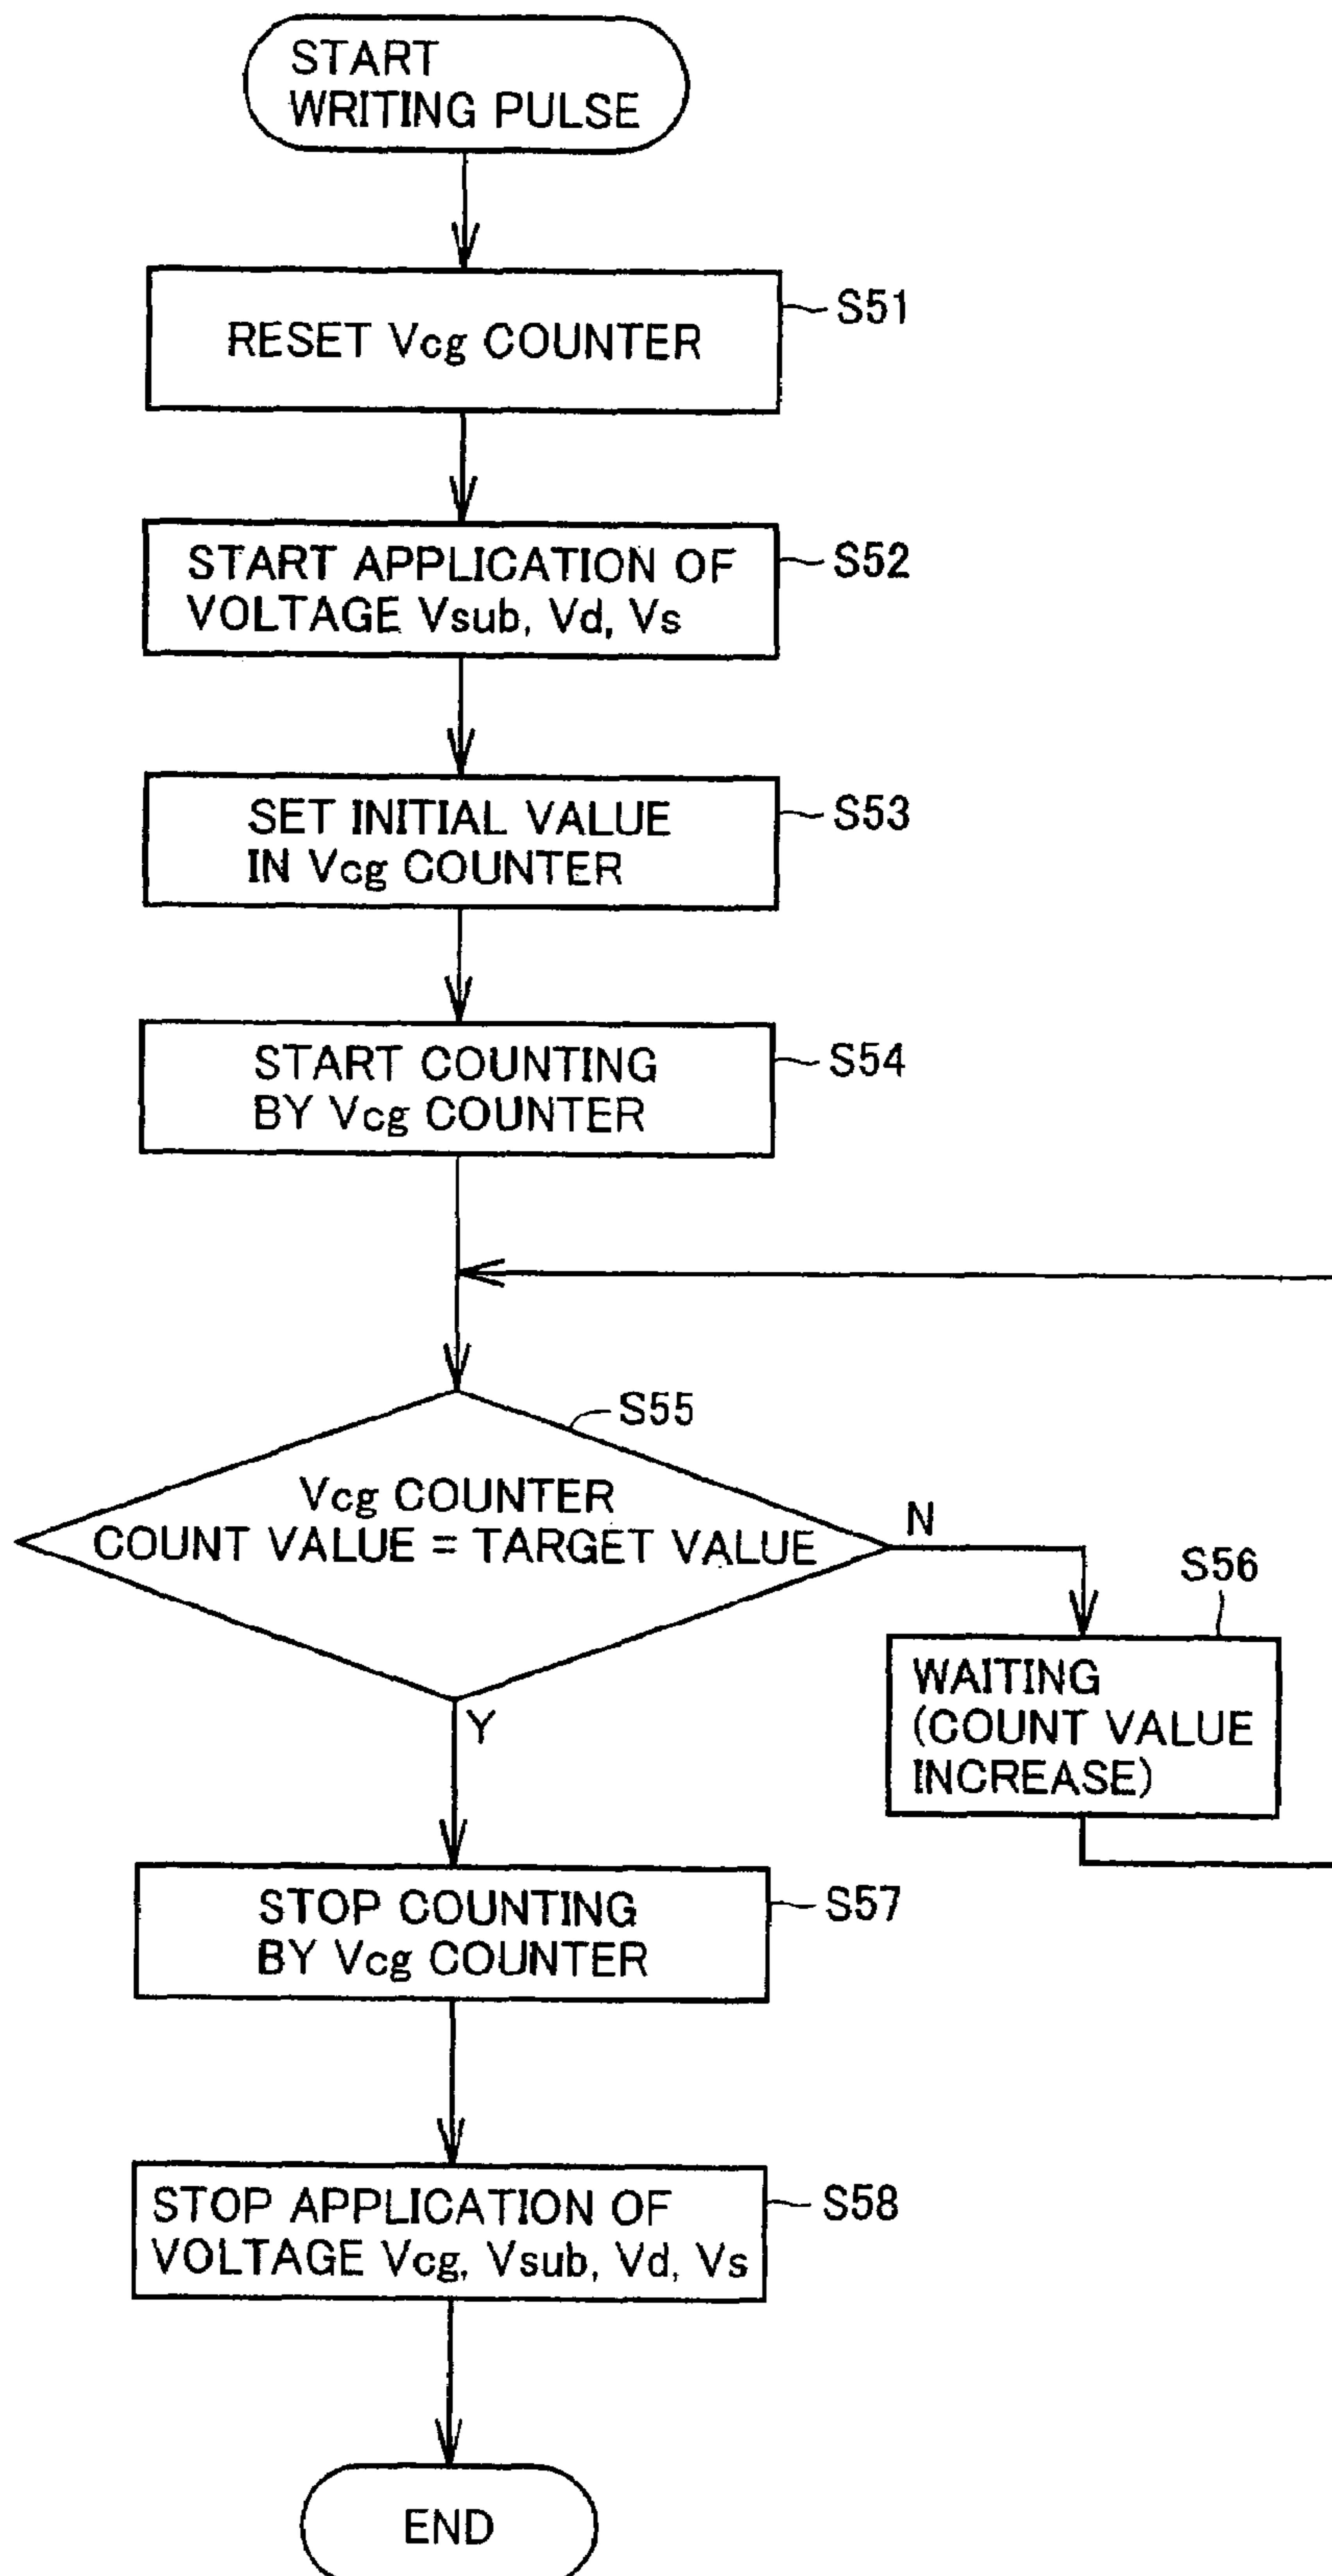 START
WRITING PULSE
RESET Vcg COUNTER
S51
START APPLICATION OF
VOLTAGE Vsub, Vd, Vs
S52
SET INITIAL VALUE
IN Vcg COUNTER
S53
START COUNTING
BY Vcg COUNTER
S54
S55
Vcg COUNTER
COUNT VALUE = TARGET VALUE
N
S56
WAITING
(COUNT VALUE
INCREASE)
Y
STOP COUNTING
BY Vcg COUNTER
S57
STOP APPLICATION OF
VOLTAGE Vcg, Vsub, Vd, Vs
S58
END